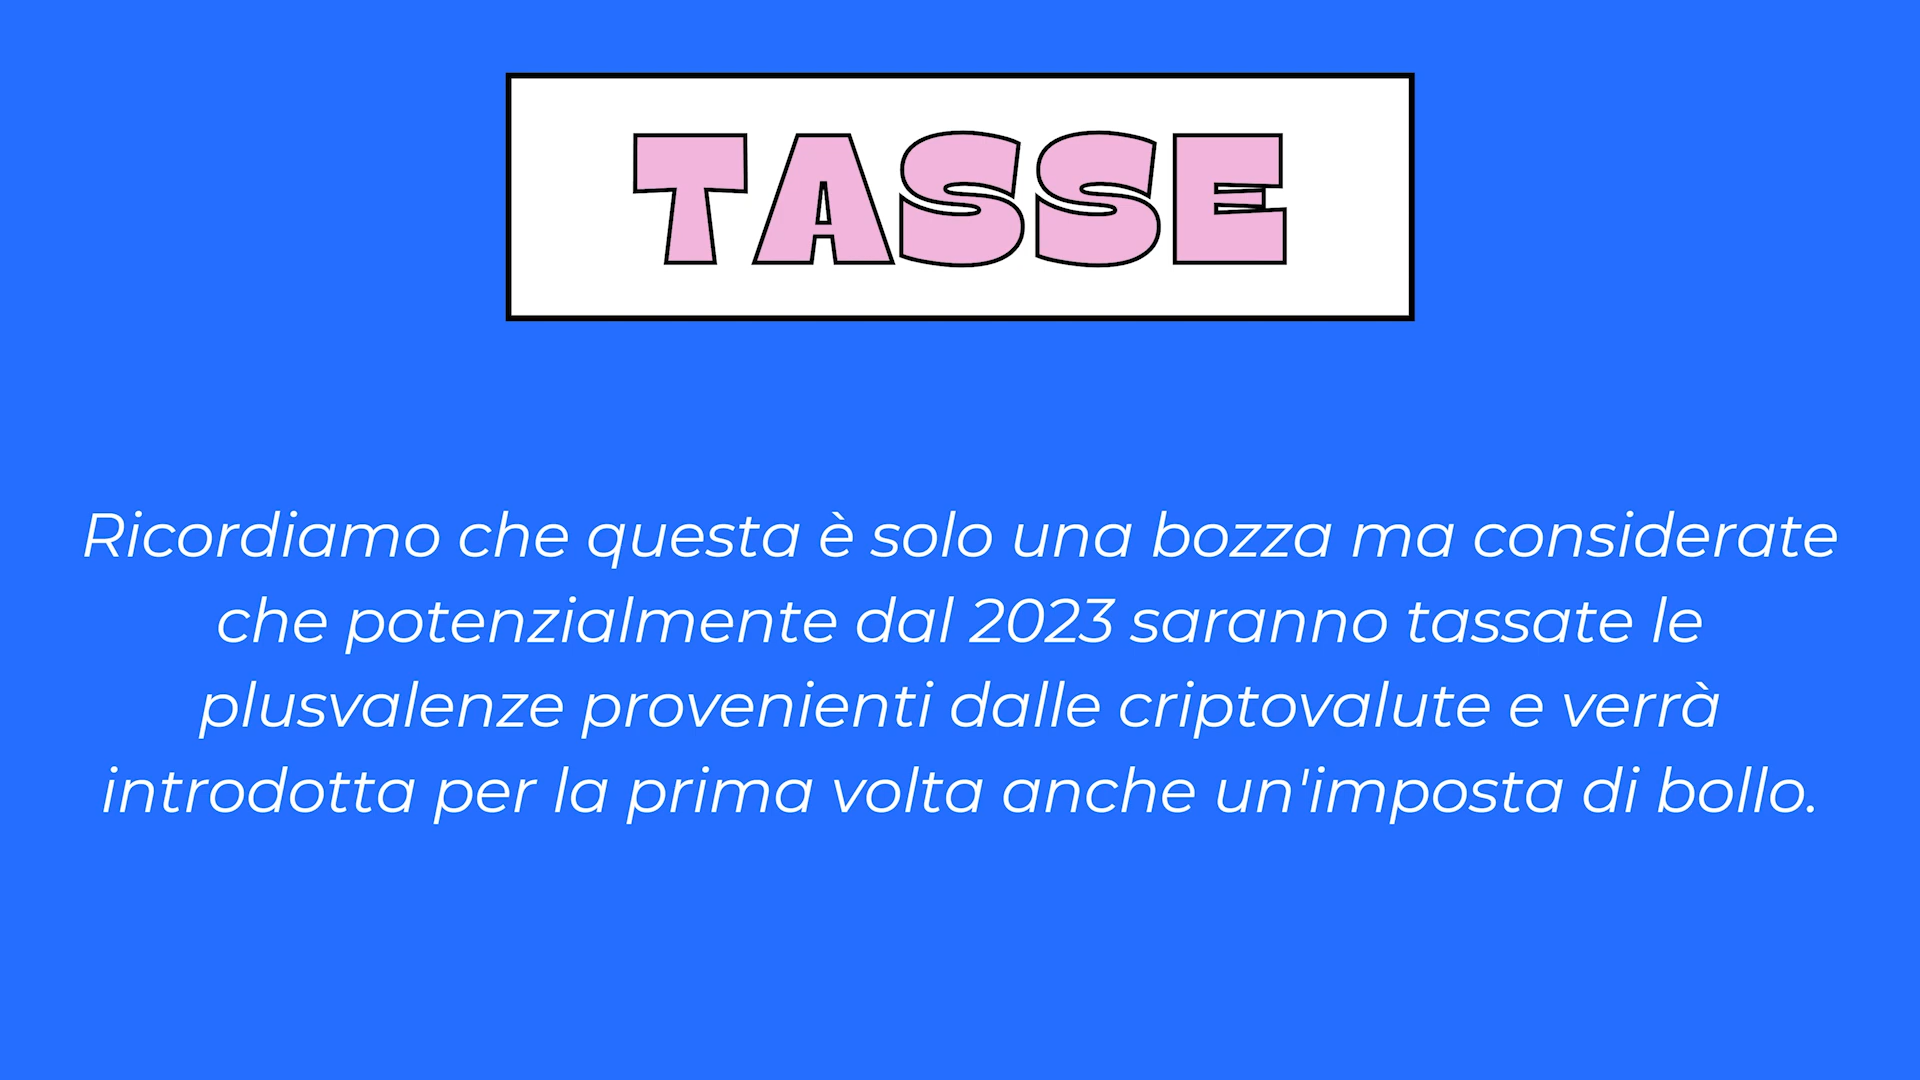 TASSE
Ricordiamo che questa è solo una bozza ma considerate
che potenzialmente dal 2023 saranno tassate le
plusvalenze provenienti dalle criptovalute e verrà
introdotta per la prima volta anche un'imposta di bollo.